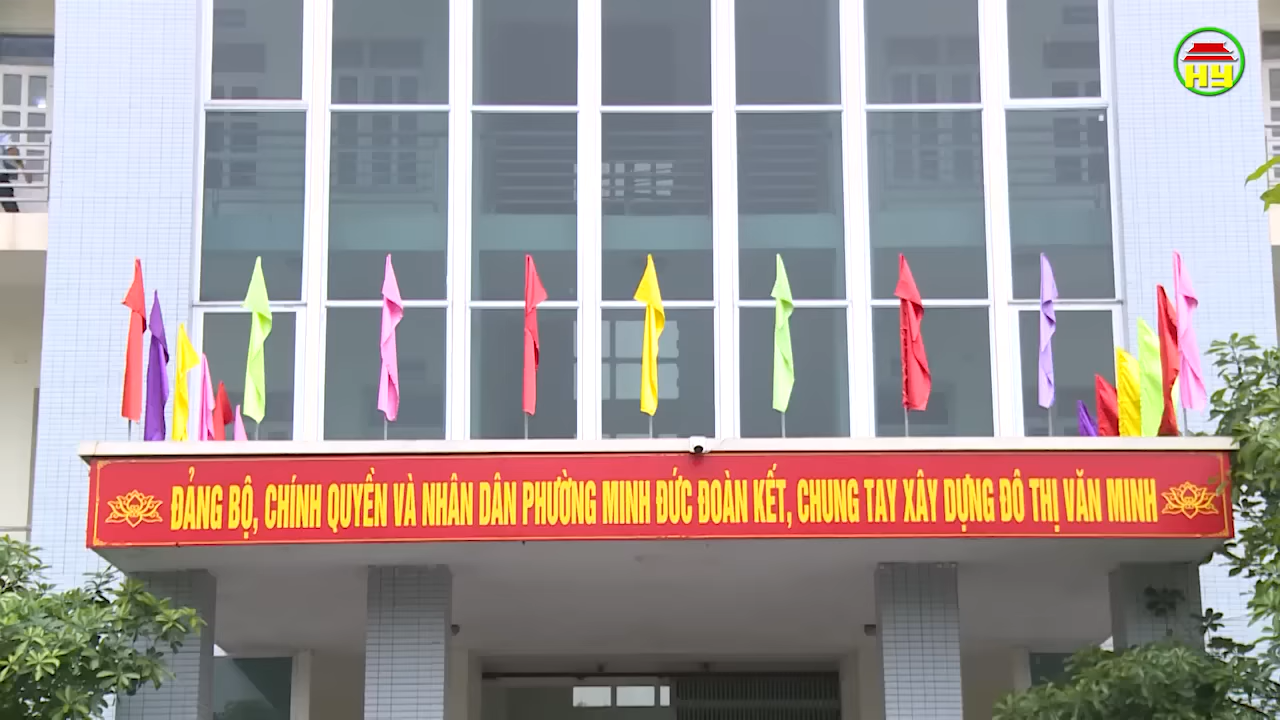 HY
ĐẢNG BỘ, CHÍNH QUYỀN VÀ NHÂN DÂN PHƯỜNG MINH ĐỨC ĐOÀN KẾT, CHUNG TAY XÂY DỰNG ĐÔ THỊ VĂN MINH